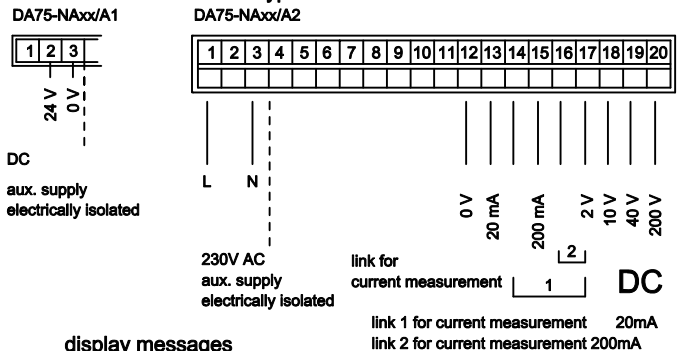 DA75-NAxx/A1
1 2 3
24 V
0 V
DC
aux. supply
electrically isolated
DA75-NAxx/A2
1 2 3 4 5 6 7 8 9 10 11 12 13 14 15 16 17 18 19 20
L N
0 V
20 mA
200 mA
2 V
10 V
40 V
200 V
230V AC
aux. supply
electrically isolated
link for
current measurement
2
1
DC
link 1 for current measurement 20mA
link 2 for current measurement 200mA
display messages